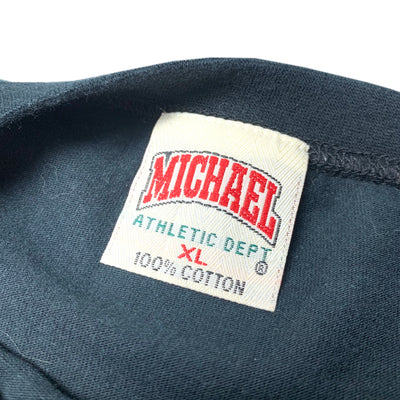 MICHAEL
ATHLETIC DEPT
XL
100% COTTON ®